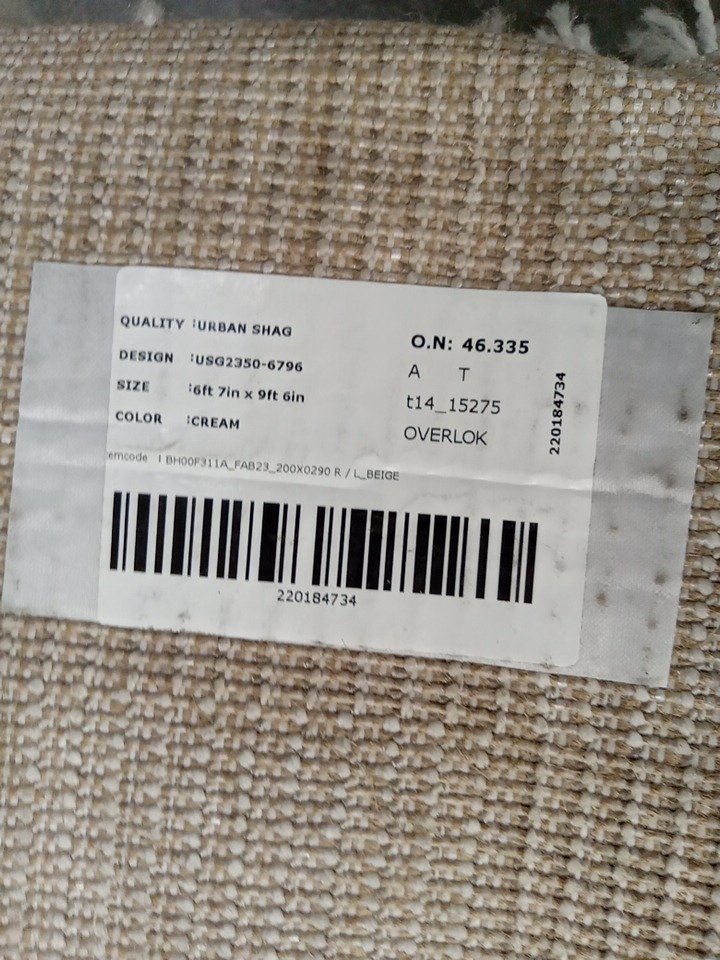 QUALITY :URBAN SHAG
DESIGN :USG2350-6796
SIZE :6ft 7in x 9ft 6in
COLOR :CREAM
O.N: 46.335
A T
t14_15275
OVERLOK
220184734
emcode : BH00F311A_FAB23_200X0290 R / L_BEIGE
220184734